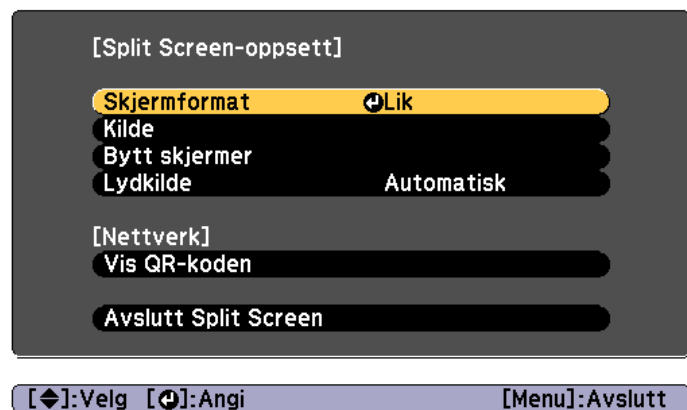 [Split Screen-oppsett]
Skjermformat Lik
Kilde
Bytt skjermer
Lydkilde Automatisk
[Nettverk]
Vis QR-koden
Avslutt Split Screen
[◆]:Velg [⏎]:Angi [Menu]:Avslutt